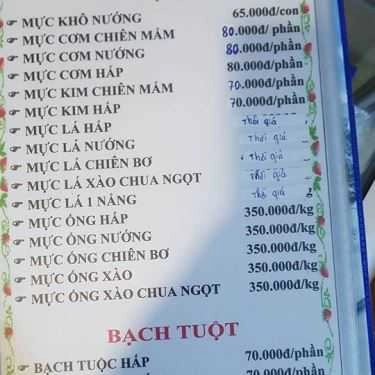 MỰC KHÔ NƯỚNG 65.000đ/con
MỰC CƠM CHIÊN MẮM 80.000đ/phần
MỰC CƠM NƯỚNG 80.000đ/phần
MỰC CƠM HẤP 80.000đ/phần
MỰC KIM CHIÊN MẮM 70.000đ/phần
MỰC KIM HẤP 70.000đ/phần
MỰC LÁ HẤP Thời giá
MỰC LÁ NƯỚNG Thời giá
MỰC LÁ CHIÊN BƠ Thời giá
MỰC LÁ XÀO CHUA NGỌT Thời giá
MỰC LÁ 1 NẮNG Thời giá
MỰC ỐNG HẤP 350.000đ/kg
MỰC ỐNG NƯỚNG 350.000đ/kg
MỰC ỐNG CHIÊN BƠ 350.000đ/kg
MỰC ỐNG XÀO 350.000đ/kg
MỰC ỐNG XÀO CHUA NGỌT 350.000đ/kg
BẠCH TUỘT
BẠCH TUỘC HẤP 70.000đ/phần
70.000đ/phần